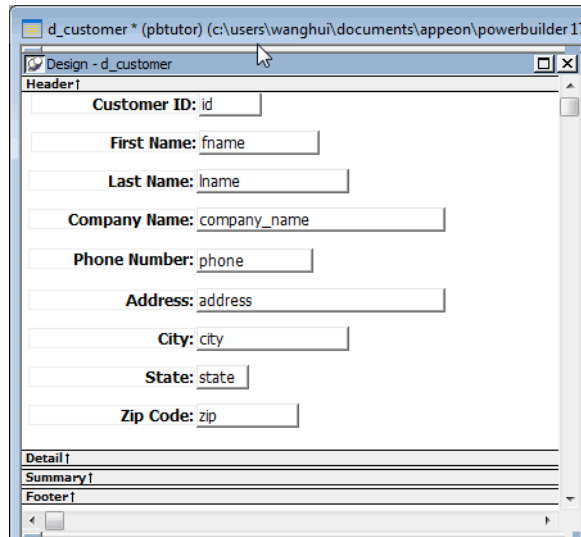 d_customer * (pbtutor) (c:\users\wanghui\documents\appeon\powerbuilder 17
Design - d_customer
Header↑
Customer ID: id
First Name: fname
Last Name: lname
Company Name: company_name
Phone Number: phone
Address: address
City: city
State: state
Zip Code: zip
Detail↑
Summary↑
Footer↑